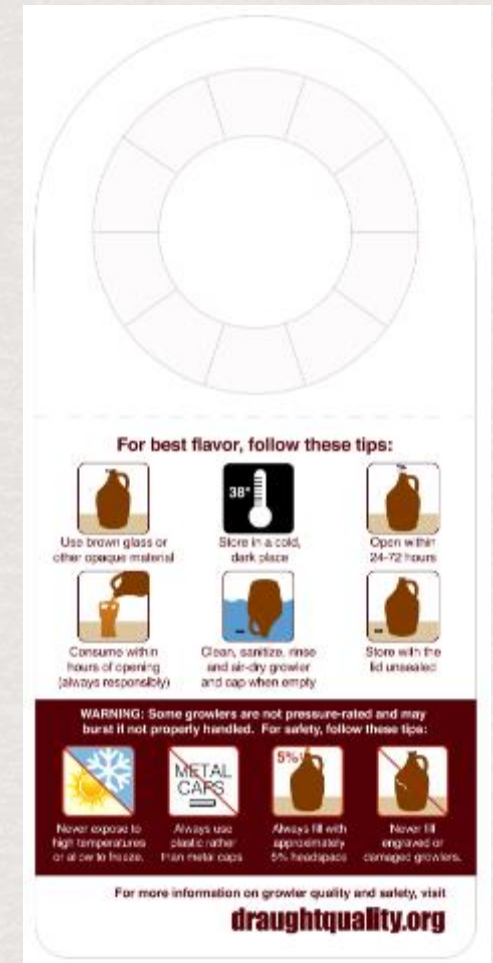 For best flavor, follow these tips:
Use brown glass or
other opaque material
38°
Store in a cold,
dark place
Open within
24-72 hours
Consume within
hours of opening
(always responsibly)
Clean, sanitize, rinse
and air-dry growler
and cap when empty
Store with the
lid unsealed
WARNING: Some growlers are not pressure-rated and may
burst if not properly handled. For safety, follow these tips:
Never expose to
high temperatures
or allow to freeze.
METAL
CAPS
Always use
plastic rather
than metal caps
5%
Always fill with
approximately
5% headspace
Never fill
engraved or
damaged growlers.
For more information on growler quality and safety, visit
draughtquality.org